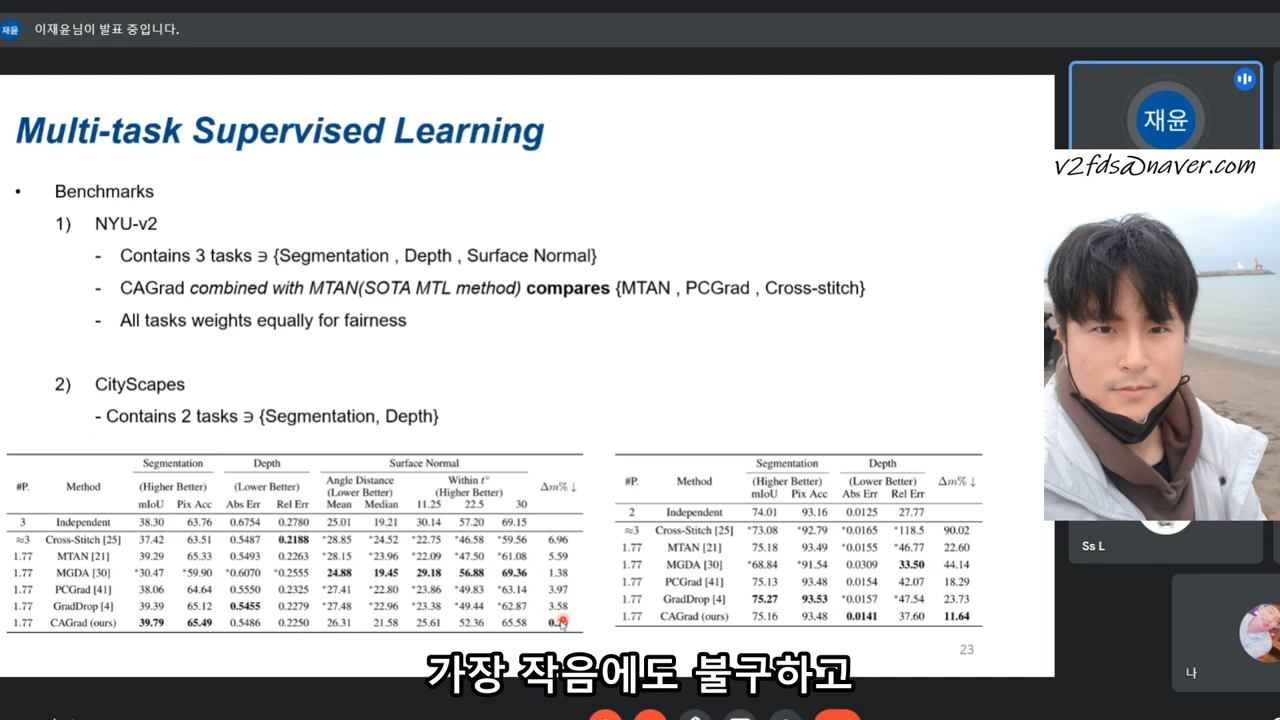 재윤 이재윤님이 발표 중입니다.
재윤
v2fds@naver.com
Multi-task Supervised Learning
• Benchmarks
1) NYU-v2
- Contains 3 tasks ∋ {Segmentation , Depth , Surface Normal}
- CAGrad combined with MTAN(SOTA MTL method) compares {MTAN , PCGrad , Cross-stitch}
- All tasks weights equally for fairness
2) CityScapes
- Contains 2 tasks ∋ {Segmentation, Depth}
Segmentation Depth Surface Normal
#P. Method (Higher Better) (Lower Better) Angle Distance (Lower Better) Within t° (Higher Better) Δm% ↓
mIoU Pix Acc Abs Err Rel Err Mean Median 11.25 22.5 30
3 Independent 38.30 63.76 0.6754 0.2780 25.01 19.21 30.14 57.20 69.15
≈3 Cross-Stitch [25] 37.42 63.51 0.5487 0.2188 *28.85 *24.52 *22.75 *46.58 *59.56 6.96
1.77 MTAN [21] 39.29 65.33 0.5493 0.2263 *28.15 *23.96 *22.09 *47.50 *61.08 5.59
1.77 MGDA [30] *30.47 *59.90 *0.6070 *0.2555 24.88 19.45 29.18 56.88 69.36 1.38
1.77 PCGrad [41] 38.06 64.64 0.5550 0.2325 *27.41 *22.80 *23.86 *49.83 *63.14 3.97
1.77 GradDrop [4] 39.39 65.12 0.5455 0.2279 *27.48 *22.96 *23.38 *49.44 *62.87 3.58
1.77 CAGrad (ours) 39.79 65.49 0.5486 0.2250 26.31 21.58 25.61 52.36 65.58
Segmentation Depth
#P. Method (Higher Better) (Lower Better) Δm% ↓
mIoU Pix Acc Abs Err Rel Err
2 Independent 74.01 93.16 0.0125 27.77
≈3 Cross-Stitch [25] *73.08 *92.79 *0.0165 *118.5 90.02
1.77 MTAN [21] 75.18 93.49 *0.0155 *46.77 22.60
1.77 MGDA [30] *68.84 *91.54 0.0309 33.50 44.14
1.77 PCGrad [41] 75.13 93.48 0.0154 42.07 18.29
1.77 GradDrop [4] 75.27 93.53 *0.0157 *47.54 23.73
1.77 CAGrad (ours) 75.16 93.48 0.0141 37.60 11.64
23
Ss L
나
가장 작음에도 불구하고